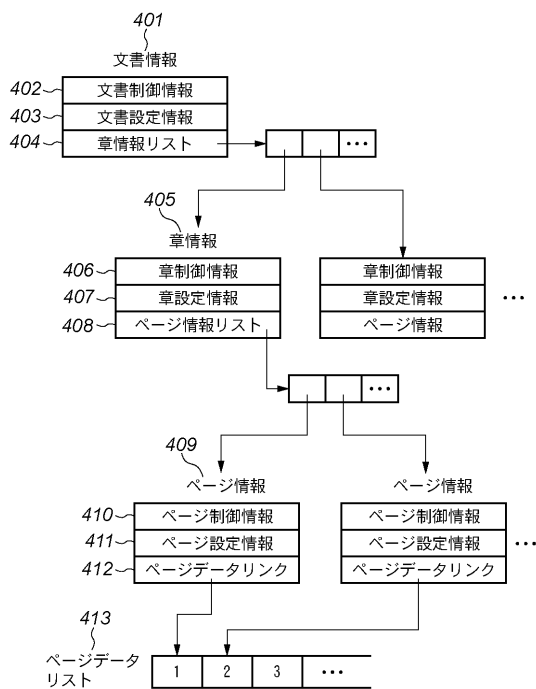 401
文書情報
402 文書制御情報
403 文書設定情報
404 章情報リスト
•••
405
章情報
406 章制御情報 章制御情報
407 章設定情報 章設定情報 •••
408 ページ情報リスト ページ情報
•••
409
ページ情報 ページ情報
410 ページ制御情報 ページ制御情報
411 ページ設定情報 ページ設定情報 •••
412 ページデータリンク ページデータリンク
413
ページデータ
リスト
1 2 3 •••